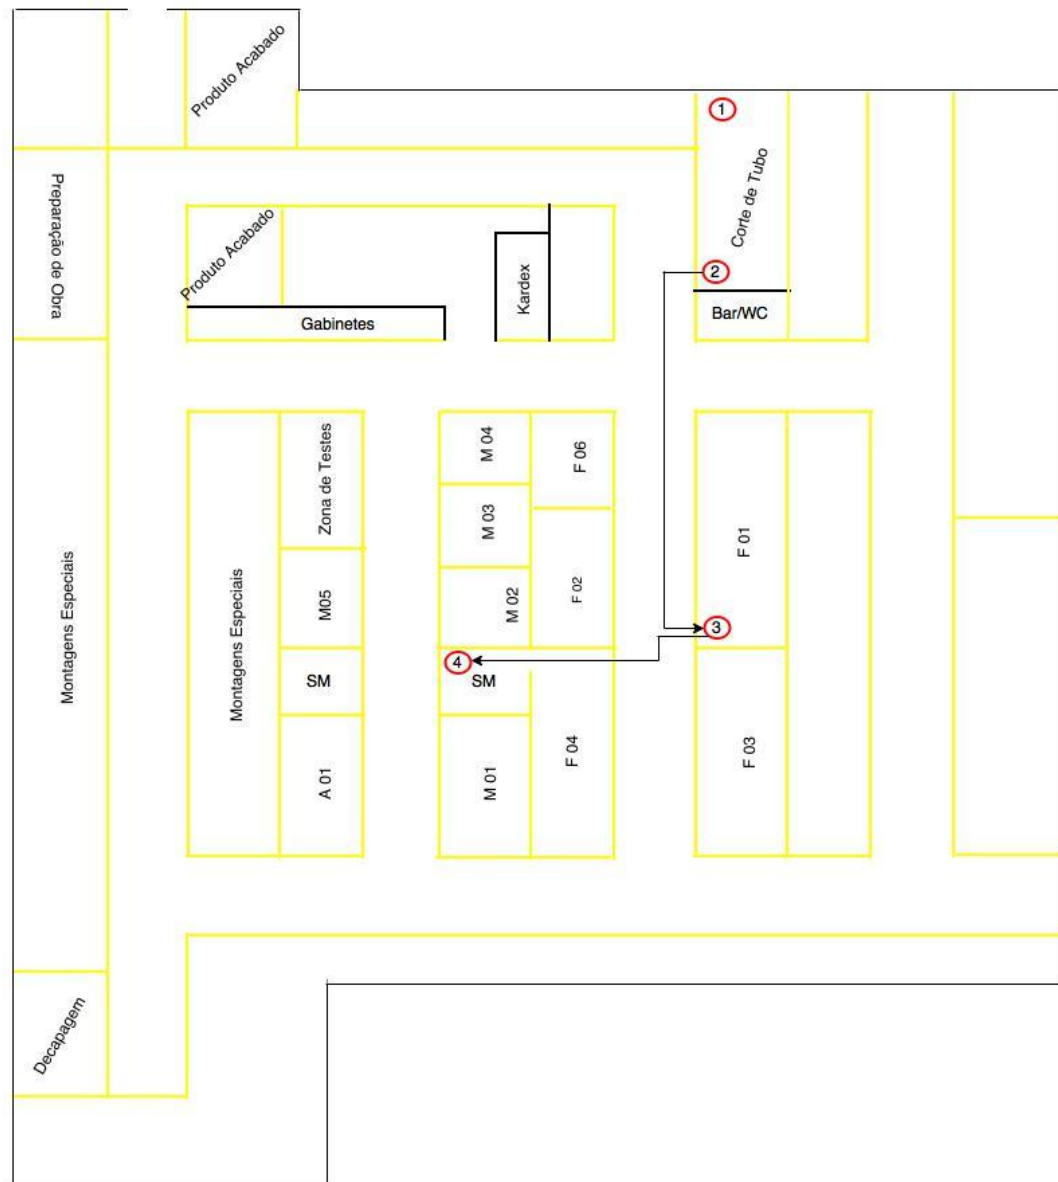 Produto Acabado
1
Preparação de Obra
Corte de Tubo
Produto Acabado
2
Kardex
Gabinetes
Bar/WC
Zona de Testes
M 04
F 06
M 03
F 01
Montagens Especiais
Montagens Especiais
M05
M 02
F 02
3
4
SM
SM
A 01
M 01
F 04
F 03
Decapagem